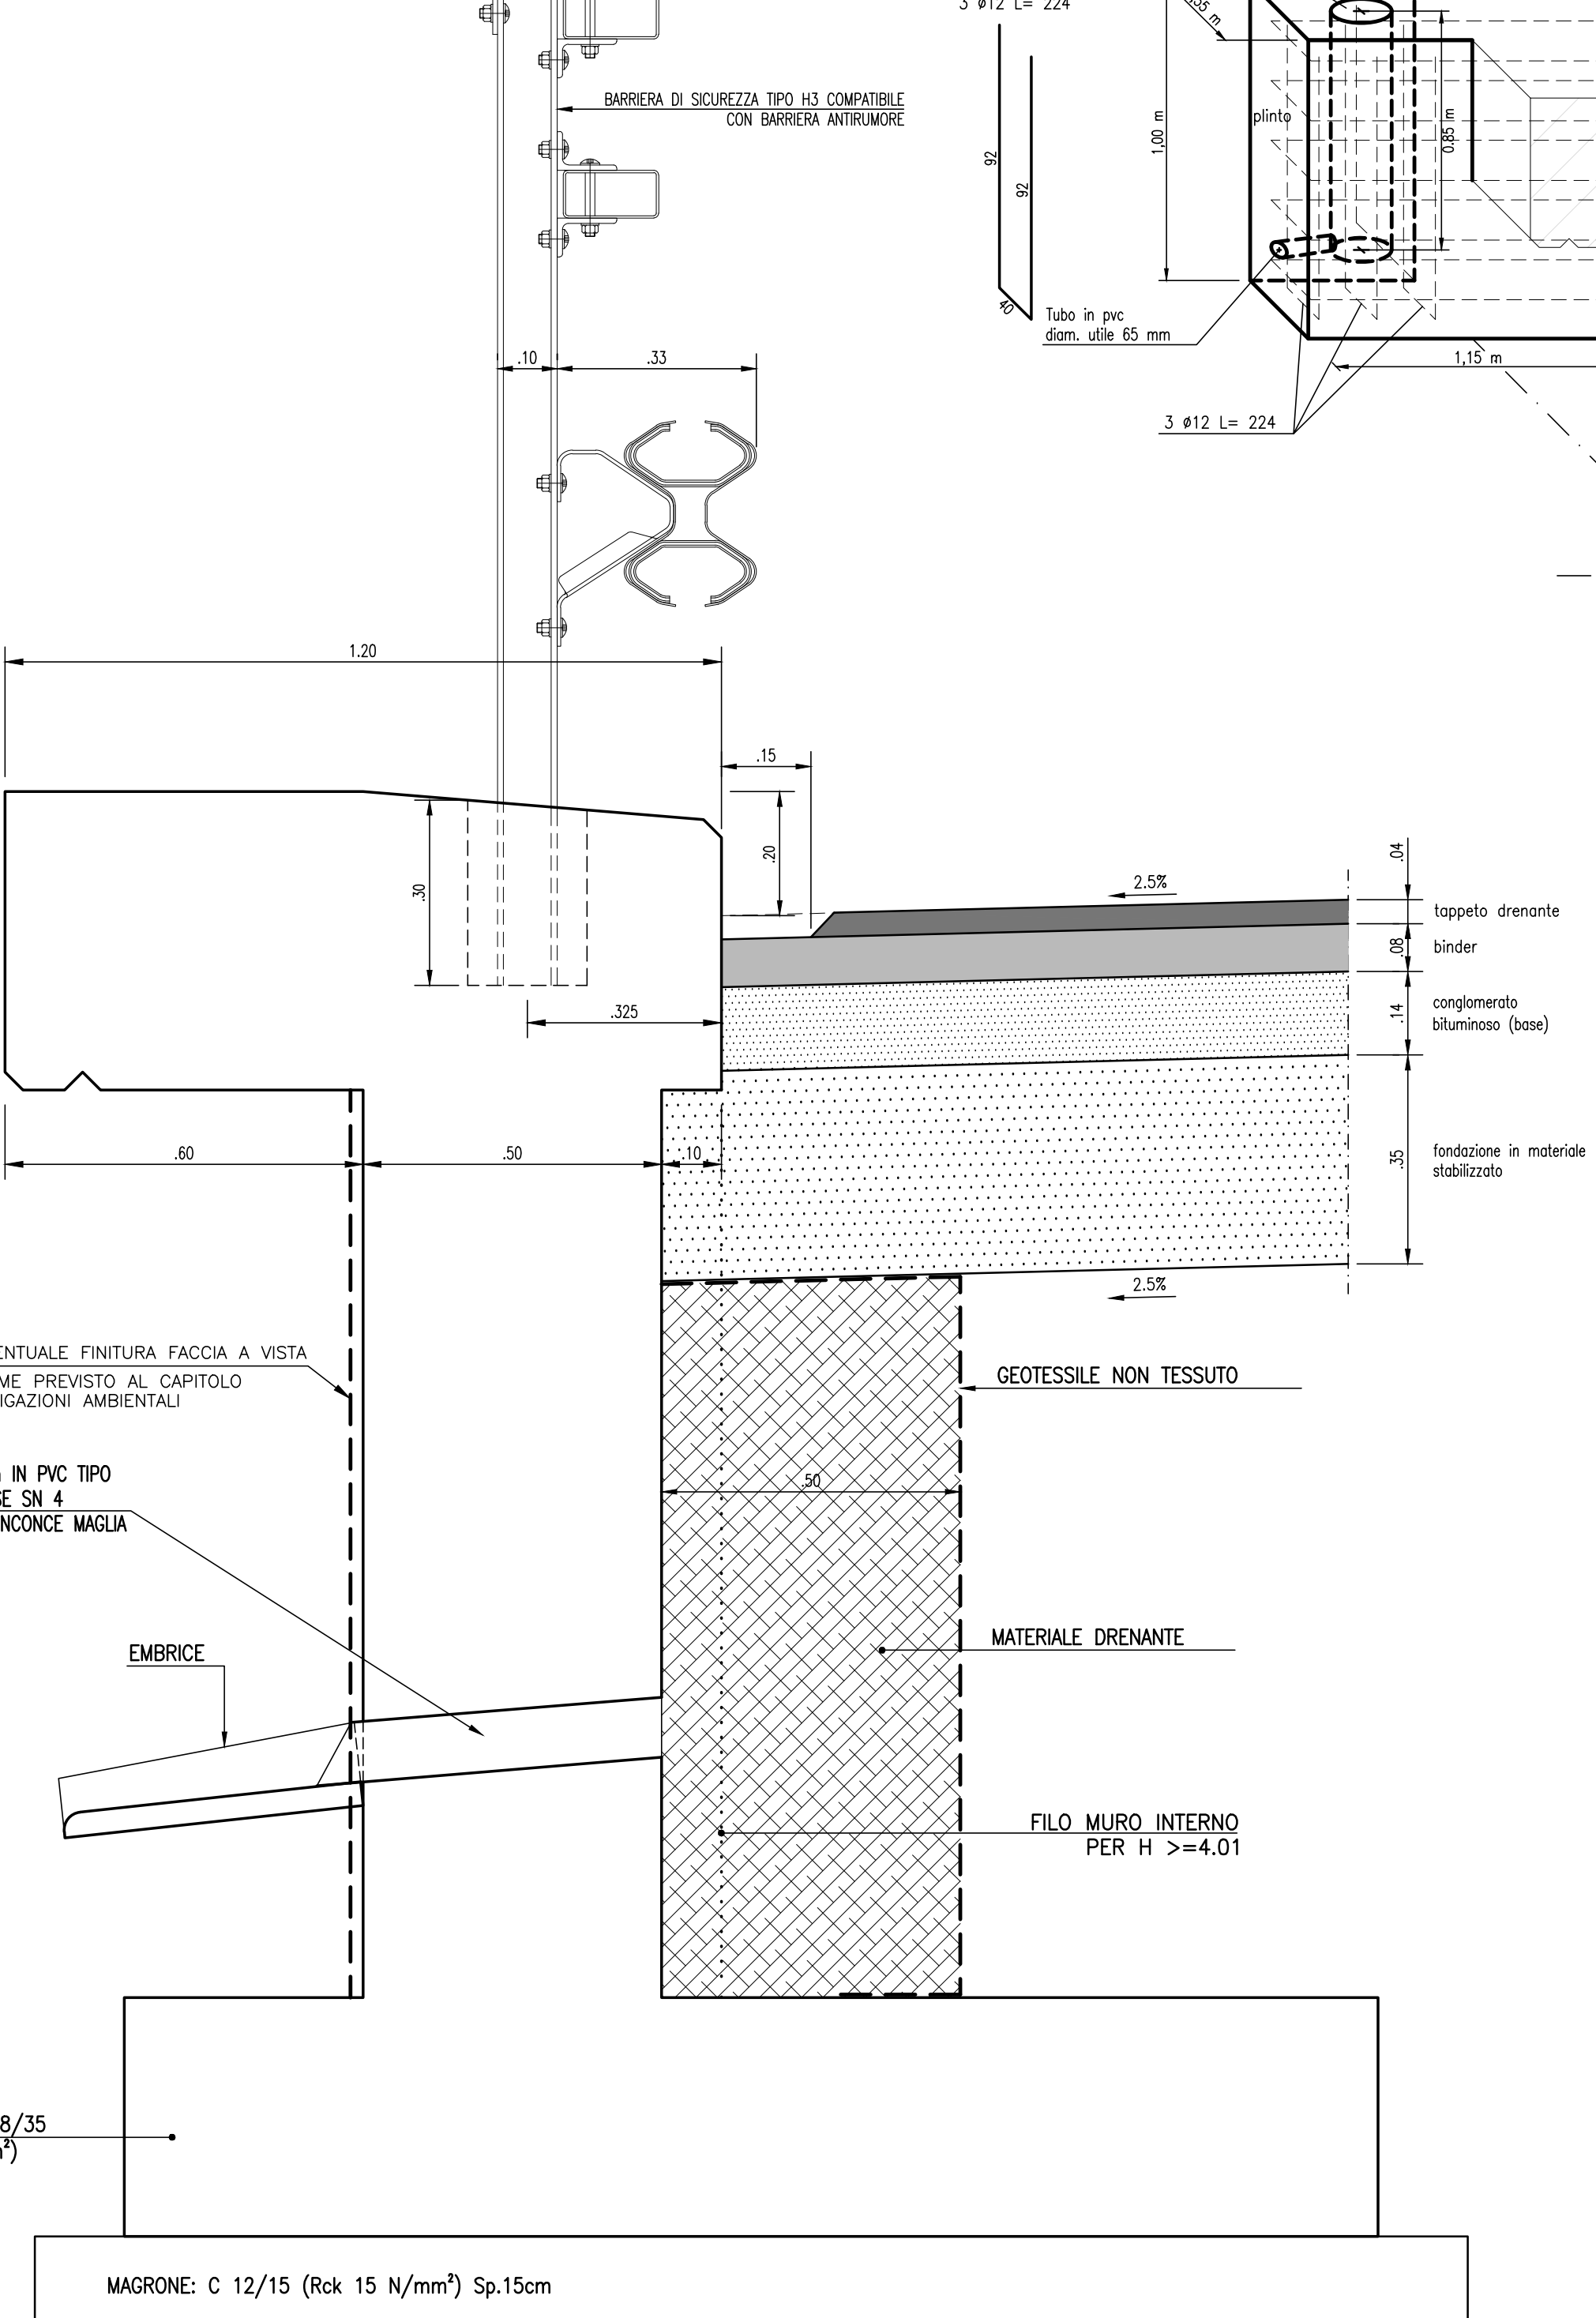 3 ø12 L= 224
BARRIERA DI SICUREZZA TIPO H3 COMPATIBILE
CON BARRIERA ANTIRUMORE
92
92
40
1,00 m
plinto
0.85 m
Tubo in pvc
diam. utile 65 mm
1,15 m
3 ø12 L= 224
.10
.33
1.20
.15
.20
.30
.325
2.5%
.04
tappeto drenante
.08
binder
.14
conglomerato
bituminoso (base)
.60
.50
.10
.35
fondazione in materiale
stabilizzato
2.5%
FINITURA FACCIA A VISTA
PREVISTO AL CAPITOLO
AMBIENTALI
GEOTESSILE NON TESSUTO
IN PVC TIPO
SN 4
MAGLIA
.50
EMBRICE
MATERIALE DRENANTE
FILO MURO INTERNO
PER H >=4.01
8/35
MAGRONE: C 12/15 (Rck 15 N/mm²) Sp.15cm